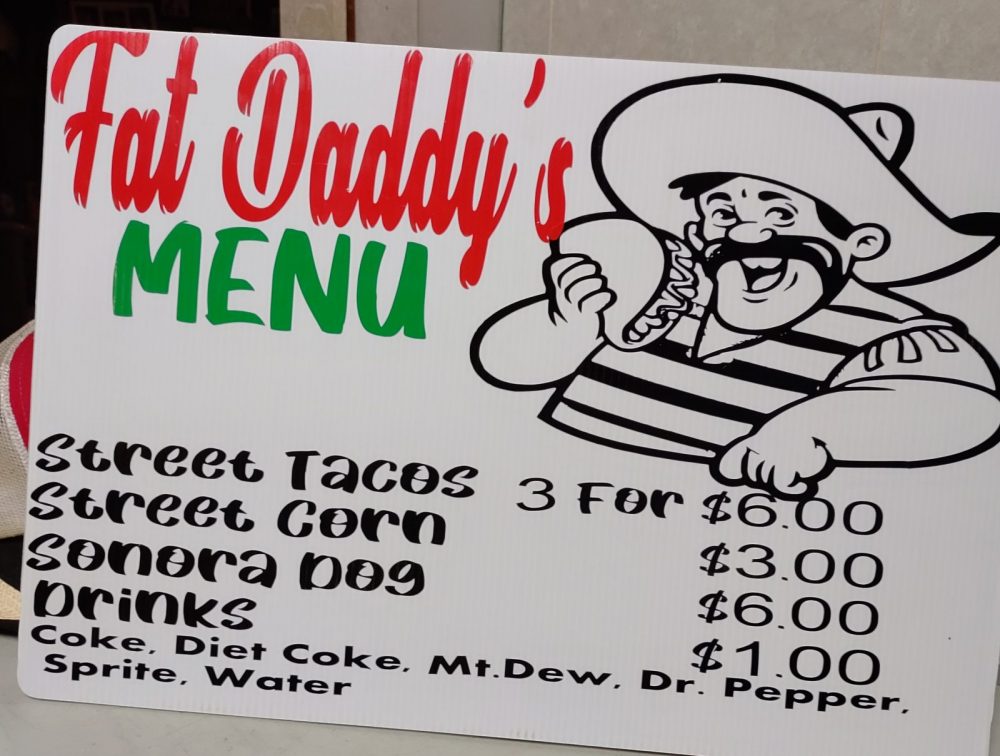 Fat Daddy's
MENU
Street Tacos 3 For $6.00
Street Corn $3.00
Sonora Dog $6.00
Drinks $1.00
Coke, Diet Coke, Mt.Dew, Dr. Pepper,
Sprite, Water